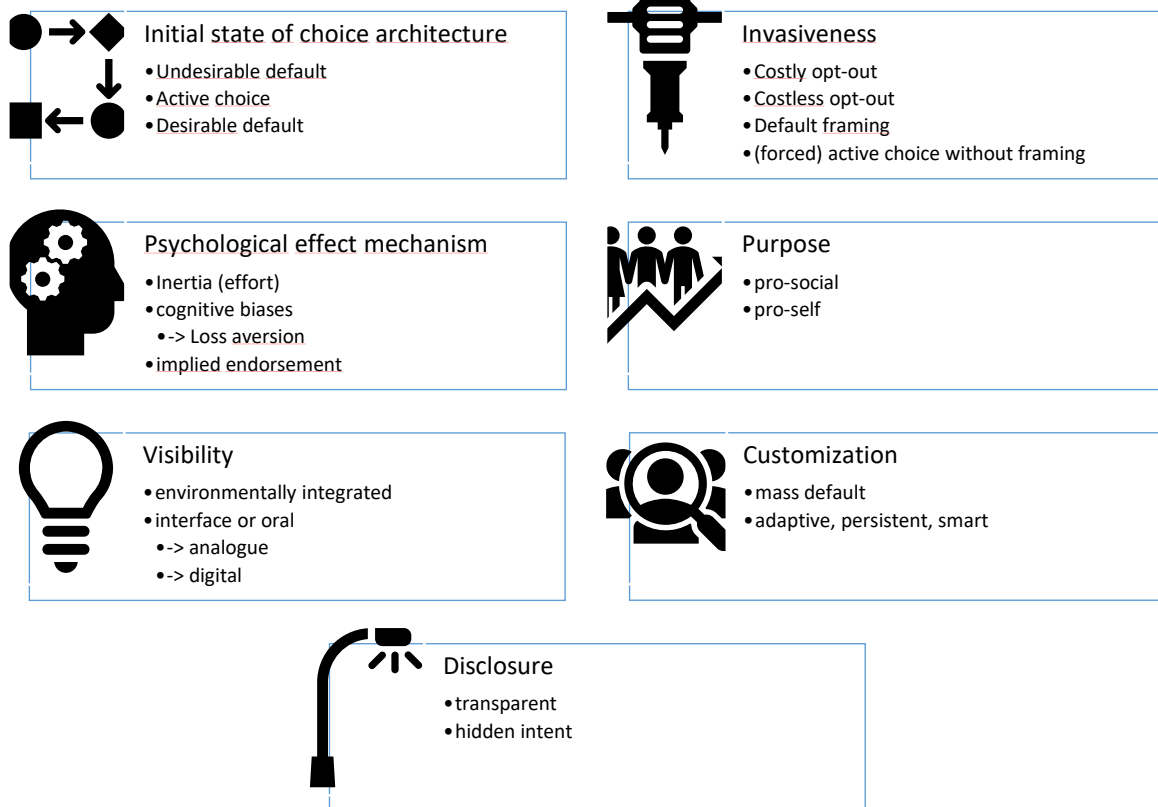 Initial state of choice architecture
•Undesirable default
•Active choice
•Desirable default
Invasiveness
•Costly opt-out
•Costless opt-out
•Default framing
•(forced) active choice without framing
Psychological effect mechanism
•Inertia (effort)
•cognitive biases
•-> Loss aversion
•implied endorsement
Purpose
•pro-social
•pro-self
Visibility
•environmentally integrated
•interface or oral
•-> analogue
•-> digital
Customization
•mass default
•adaptive, persistent, smart
Disclosure
•transparent
•hidden intent